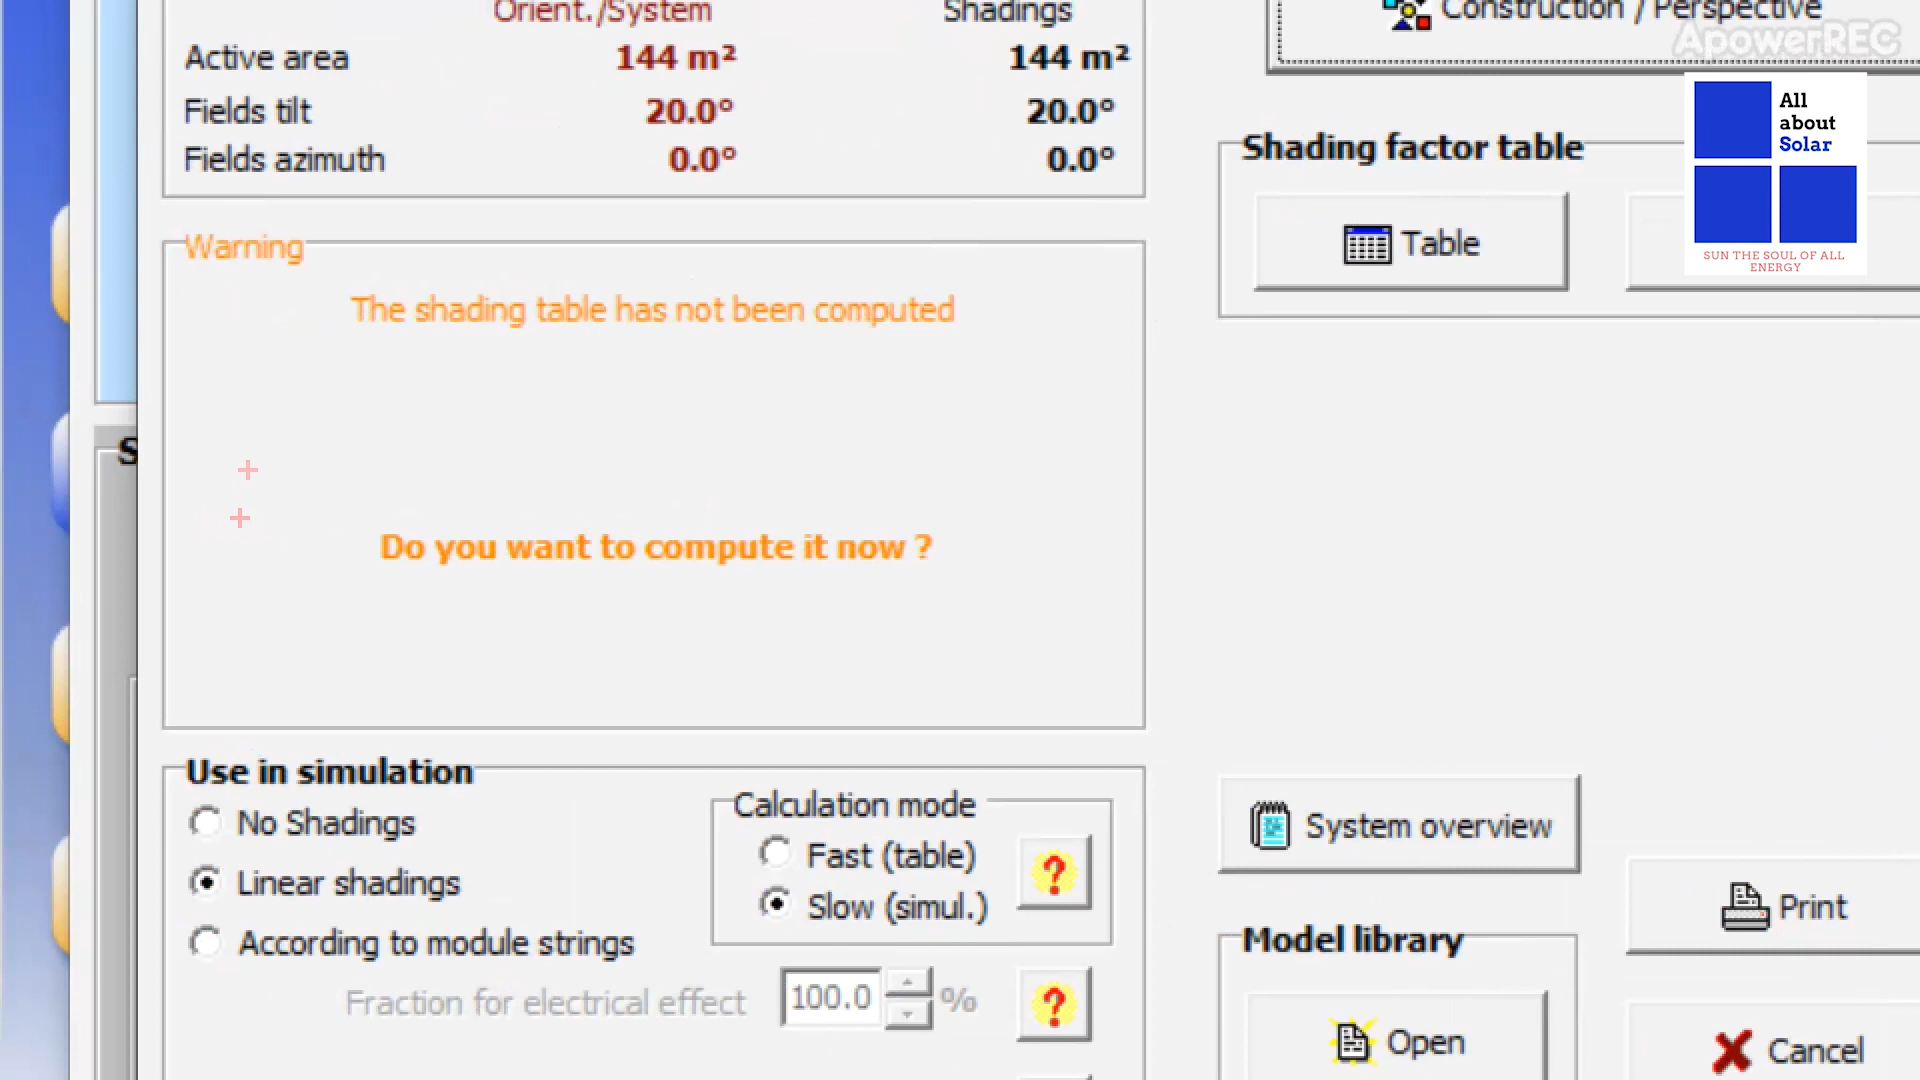 Orient./System Shadings
Active area 144 m² 144 m²
Fields tilt 20.0° 20.0°
Fields azimuth 0.0° 0.0°
Construction / Perspective
ApowerREC
All
about
Solar
SUN THE SOUL OF ALL
ENERGY
Shading factor table
Table
Warning
The shading table has not been computed
Do you want to compute it now ?
S
Use in simulation
No Shadings
Linear shadings
According to module strings
Calculation mode
Fast (table)
Slow (simul.)
?
Fraction for electrical effect 100.0 %
?
System overview
Print
Model library
Open
Cancel